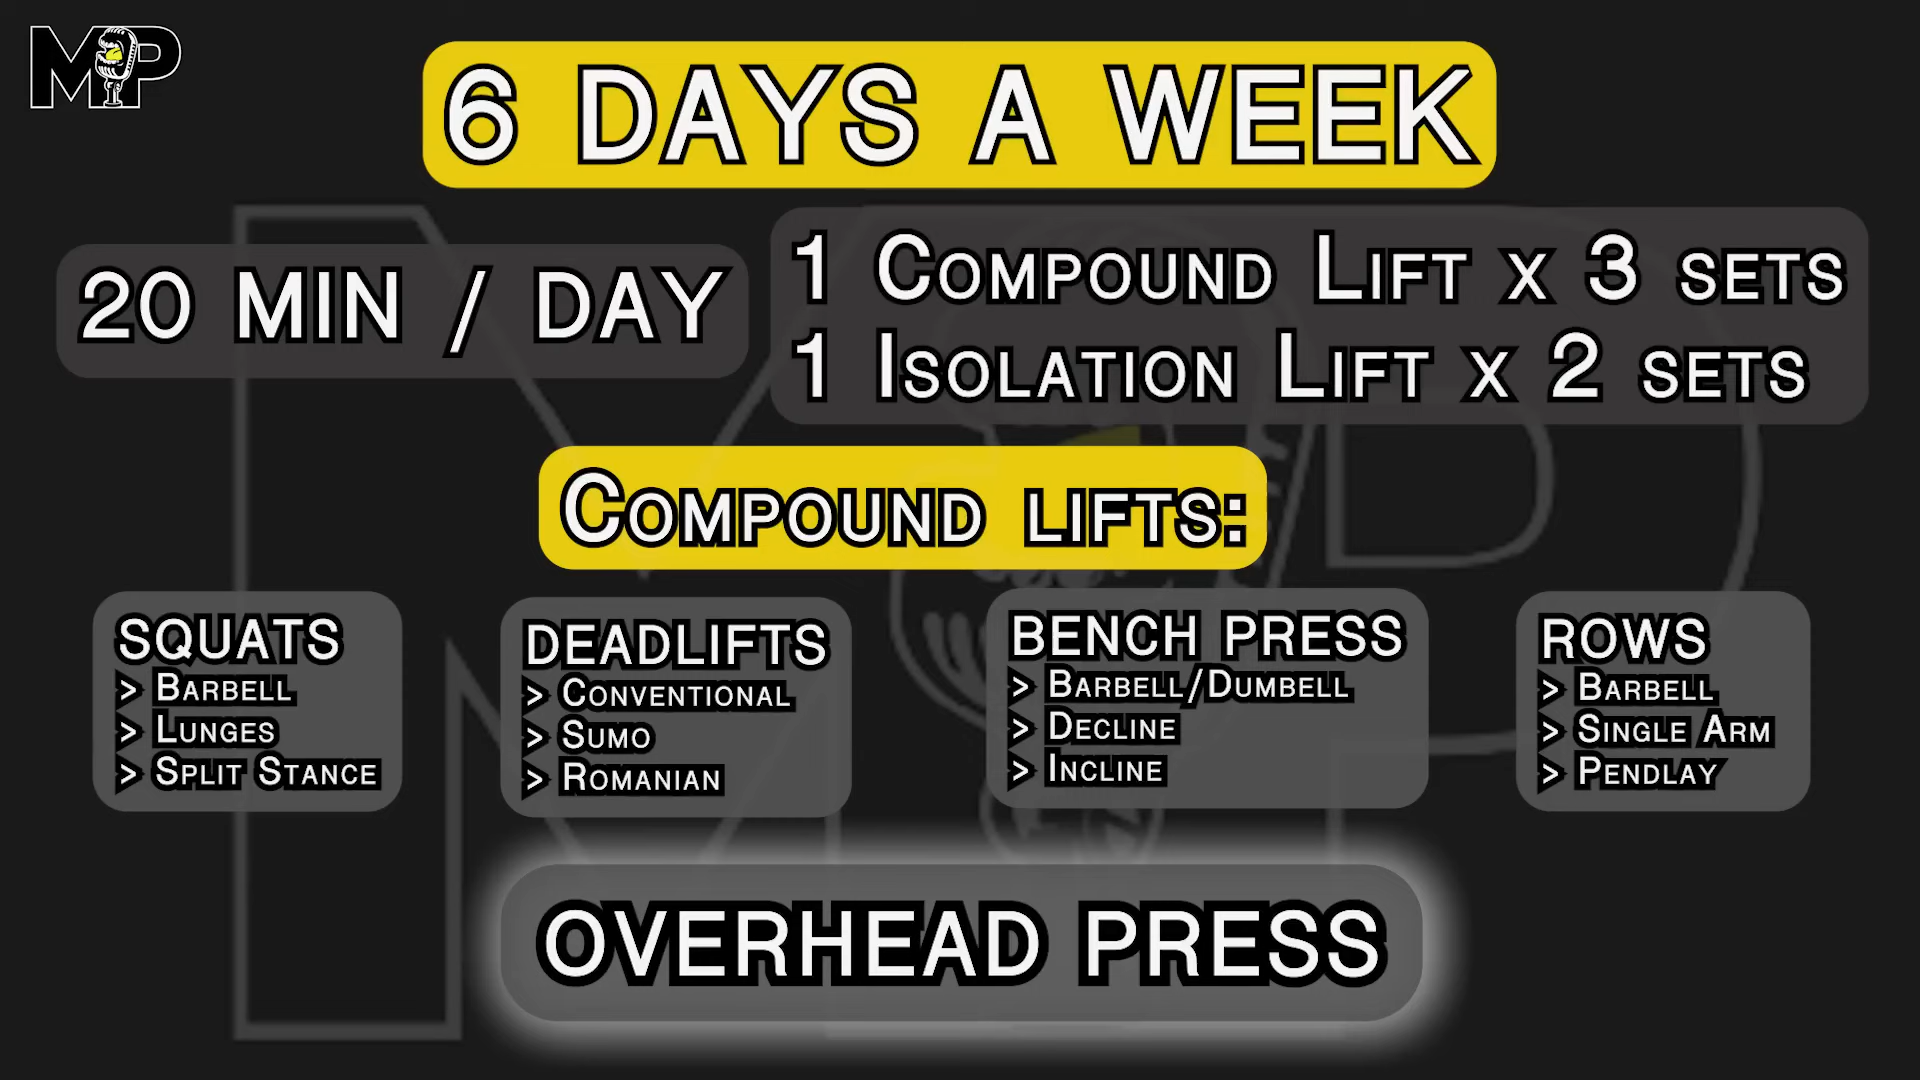 MP
6 DAYS A WEEK
20 MIN / DAY
1 COMPOUND LIFT X 3 SETS
1 ISOLATION LIFT X 2 SETS
COMPOUND LIFTS:
SQUATS
> BARBELL
> LUNGES
> SPLIT STANCE
DEADLIFTS
> CONVENTIONAL
> SUMO
> ROMANIAN
BENCH PRESS
> BARBELL/DUMBELL
> DECLINE
> INCLINE
ROWS
> BARBELL
> SINGLE ARM
> PENDLAY
OVERHEAD PRESS